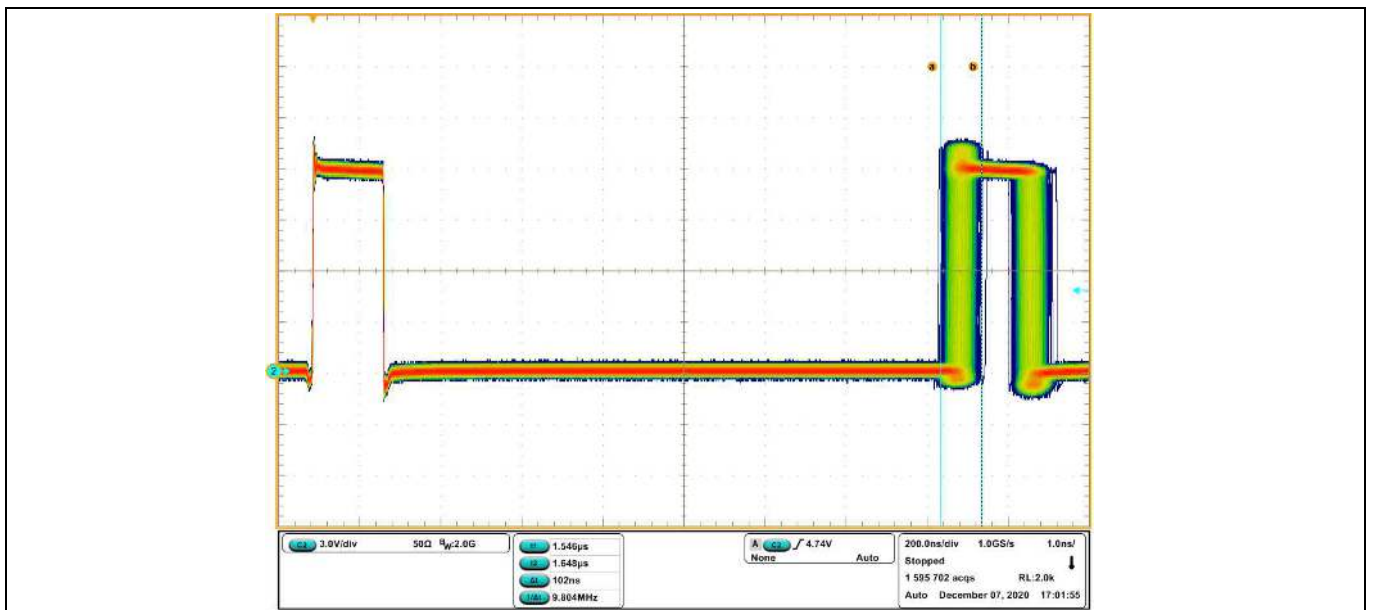 a b
2
C2 3.0V/div 50Ω BW:2.0G
t1 1.546µs
t2 1.648µs
Δt 102ns
1/Δt 9.804MHz
A C2 ∫ 4.74V
None Auto
200.0ns/div 1.0GS/s 1.0ns/
Stopped
1 595 702 acqs RL:2.0k
Auto December 07, 2020 17:01:55